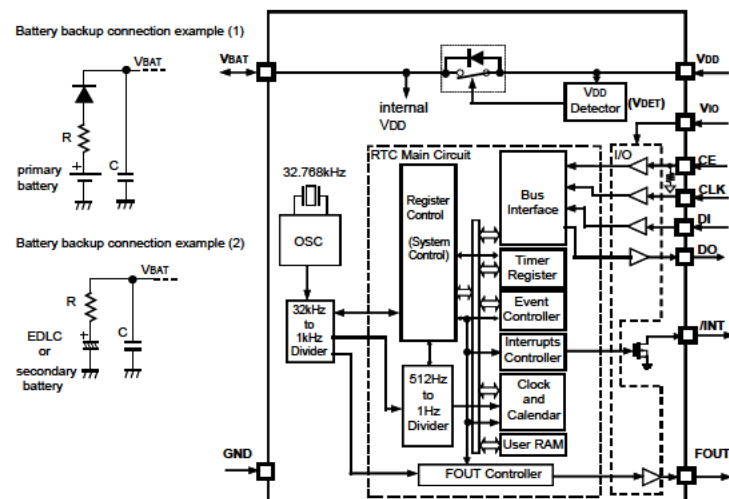 Battery backup connection example (1)
VBAT
R
+
C
primary
battery
Battery backup connection example (2)
VBAT
R
+
C
EDLC
or
secondary
battery
VBAT
VDD
internal
VDD
VDD
Detector
(VDET)
VIO
RTC Main Circuit
I/O
CE
32.768kHz
CLK
Register
Control
(System
Control)
Bus
Interface
DI
OSC
DO
Timer
Register
32kHz
to
1kHz
Divider
Event
Controller
/INT
Interrupts
Controller
512Hz
to
1Hz
Divider
Clock
and
Calendar
User RAM
GND
FOUT Controller
FOUT